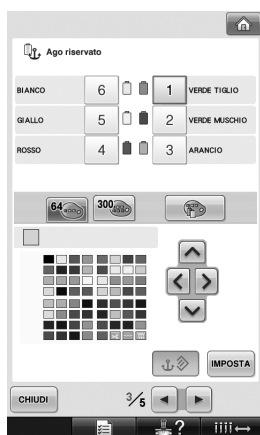 Ago riservato
BIANCO 6 1 VERDE TIGLIO
GIALLO 5 2 VERDE MUSCHIO
ROSSO 4 3 ARANCIO
64 300
IMPOSTA
CHIUDI 3/5
?